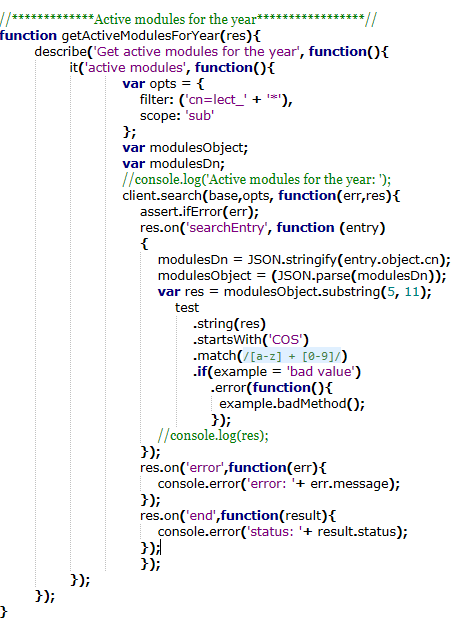 //*************Active modules for the year*****************//
function getActiveModulesForYear(res){
describe('Get active modules for the year', function(){
it('active modules', function(){
var opts = {
filter: ('cn=lect_' + '*'),
scope: 'sub'
};
var modulesObject;
var modulesDn;
//console.log('Active modules for the year: ');
client.search(base,opts, function(err,res){
assert.ifError(err);
res.on('searchEntry', function (entry)
{
modulesDn = JSON.stringify(entry.object.cn);
modulesObject = (JSON.parse(modulesDn));
var res = modulesObject.substring(5, 11);
test
.string(res)
.startsWith('COS')
.match(/[a-z] + [0-9]/)
.if(example = 'bad value')
.error(function(){
example.badMethod();
});
//console.log(res);
});
res.on('error',function(err){
console.error('error: '+ err.message);
});
res.on('end',function(result){
console.error('status: '+ result.status);
});
});
});
});
}